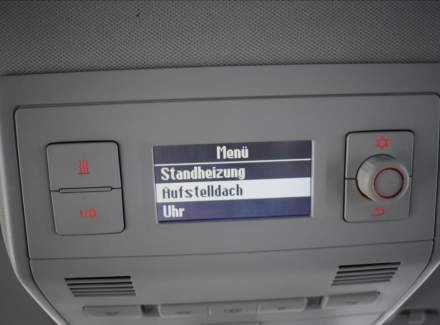 Menü
Standheizung
Aufstelldach
Uhr